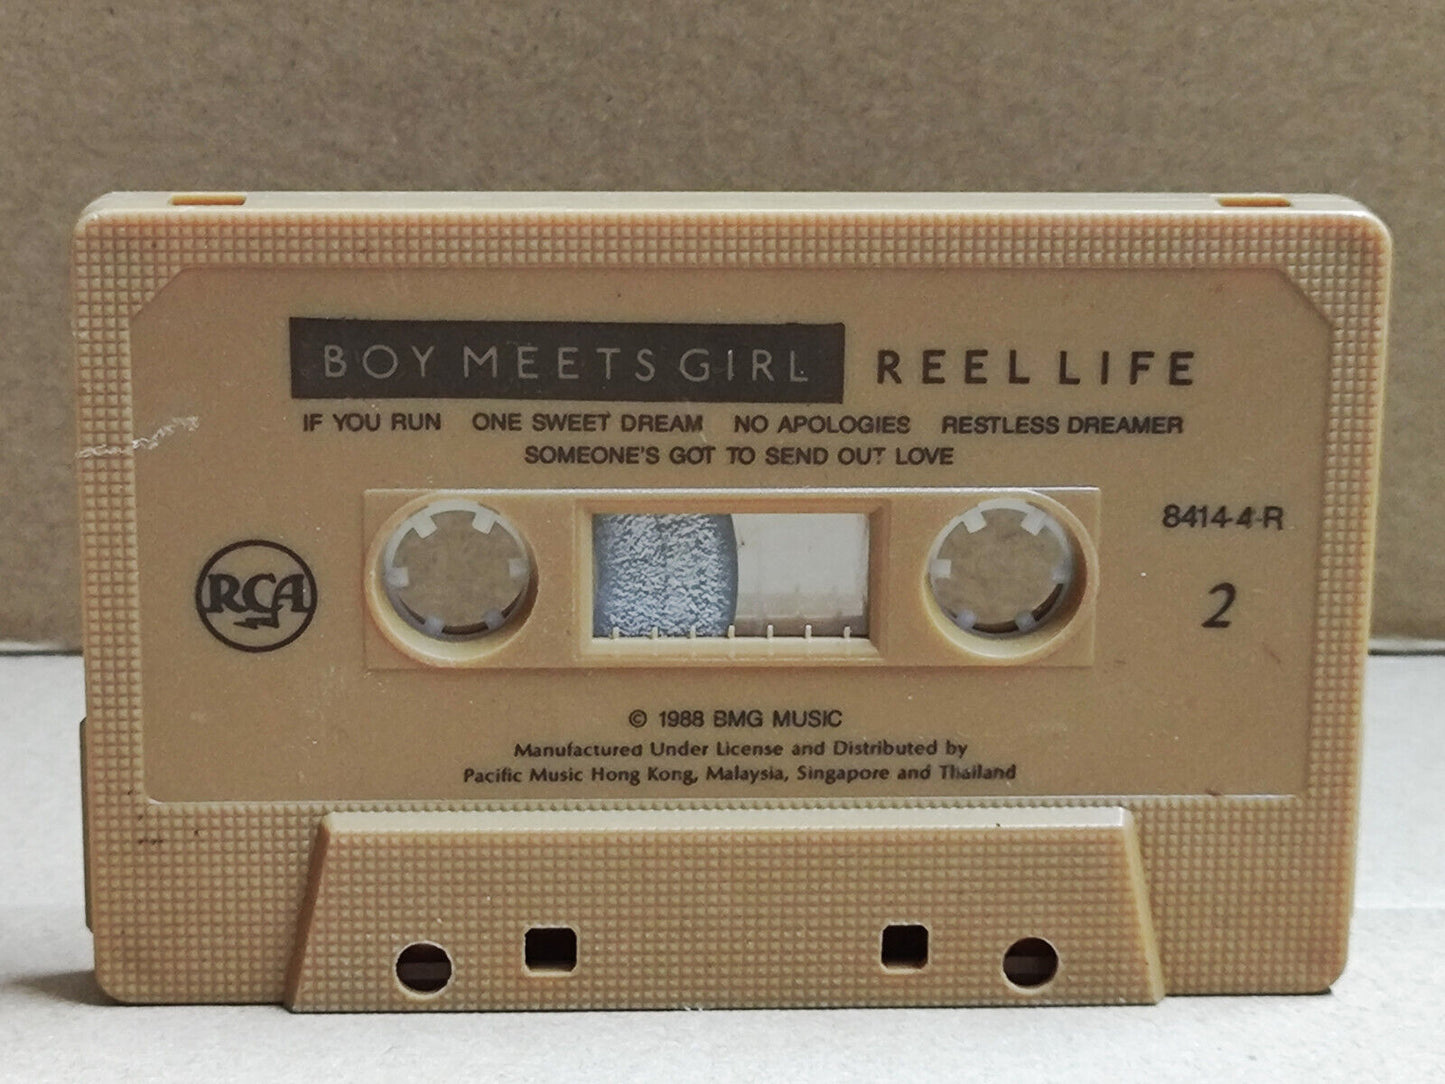 BOY MEETS GIRL REEL LIFE
IF YOU RUN ONE SWEET DREAM NO APOLOGIES RESTLESS DREAMER
SOMEONE'S GOT TO SEND OUT LOVE
8414-4-R
RCA
2
© 1988 BMG MUSIC
Manufactured Under License and Distributed by
Pacific Music Hong Kong, Malaysia, Singapore and Thailand